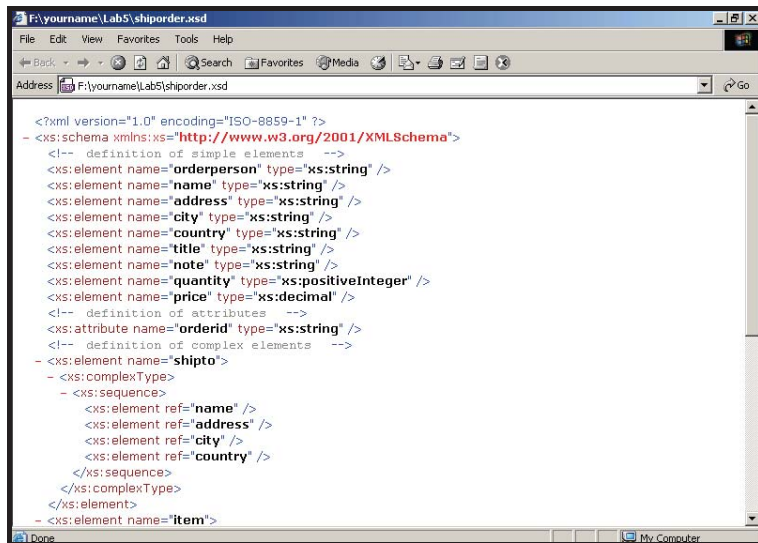 F:\yourname\Lab5\shiporder.xsd
File Edit View Favorites Tools Help
Back Search Favorites Media
Address F:\yourname\Lab5\shiporder.xsd Go
<?xml version="1.0" encoding="ISO-8859-1" ?>
- <xs:schema xmlns:xs="http://www.w3.org/2001/XMLSchema">
<!-- definition of simple elements -->
<xs:element name="orderperson" type="xs:string" />
<xs:element name="name" type="xs:string" />
<xs:element name="address" type="xs:string" />
<xs:element name="city" type="xs:string" />
<xs:element name="country" type="xs:string" />
<xs:element name="title" type="xs:string" />
<xs:element name="note" type="xs:string" />
<xs:element name="quantity" type="xs:positiveInteger" />
<xs:element name="price" type="xs:decimal" />
<!-- definition of attributes -->
<xs:attribute name="orderid" type="xs:string" />
<!-- definition of complex elements -->
- <xs:element name="shipto">
- <xs:complexType>
- <xs:sequence>
<xs:element ref="name" />
<xs:element ref="address" />
<xs:element ref="city" />
<xs:element ref="country" />
</xs:sequence>
</xs:complexType>
</xs:element>
- <xs:element name="item">
Done My Computer